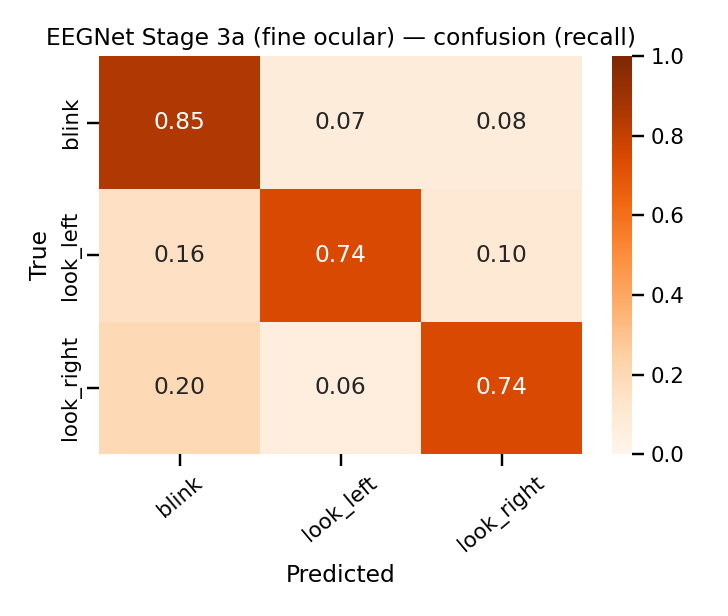 EEGNet Stage 3a (fine ocular) — confusion (recall)
True
blink 0.85 0.07 0.08
look_left 0.16 0.74 0.10
look_right 0.20 0.06 0.74
blink look_left look_right
Predicted
1.0
0.8
0.6
0.4
0.2
0.0